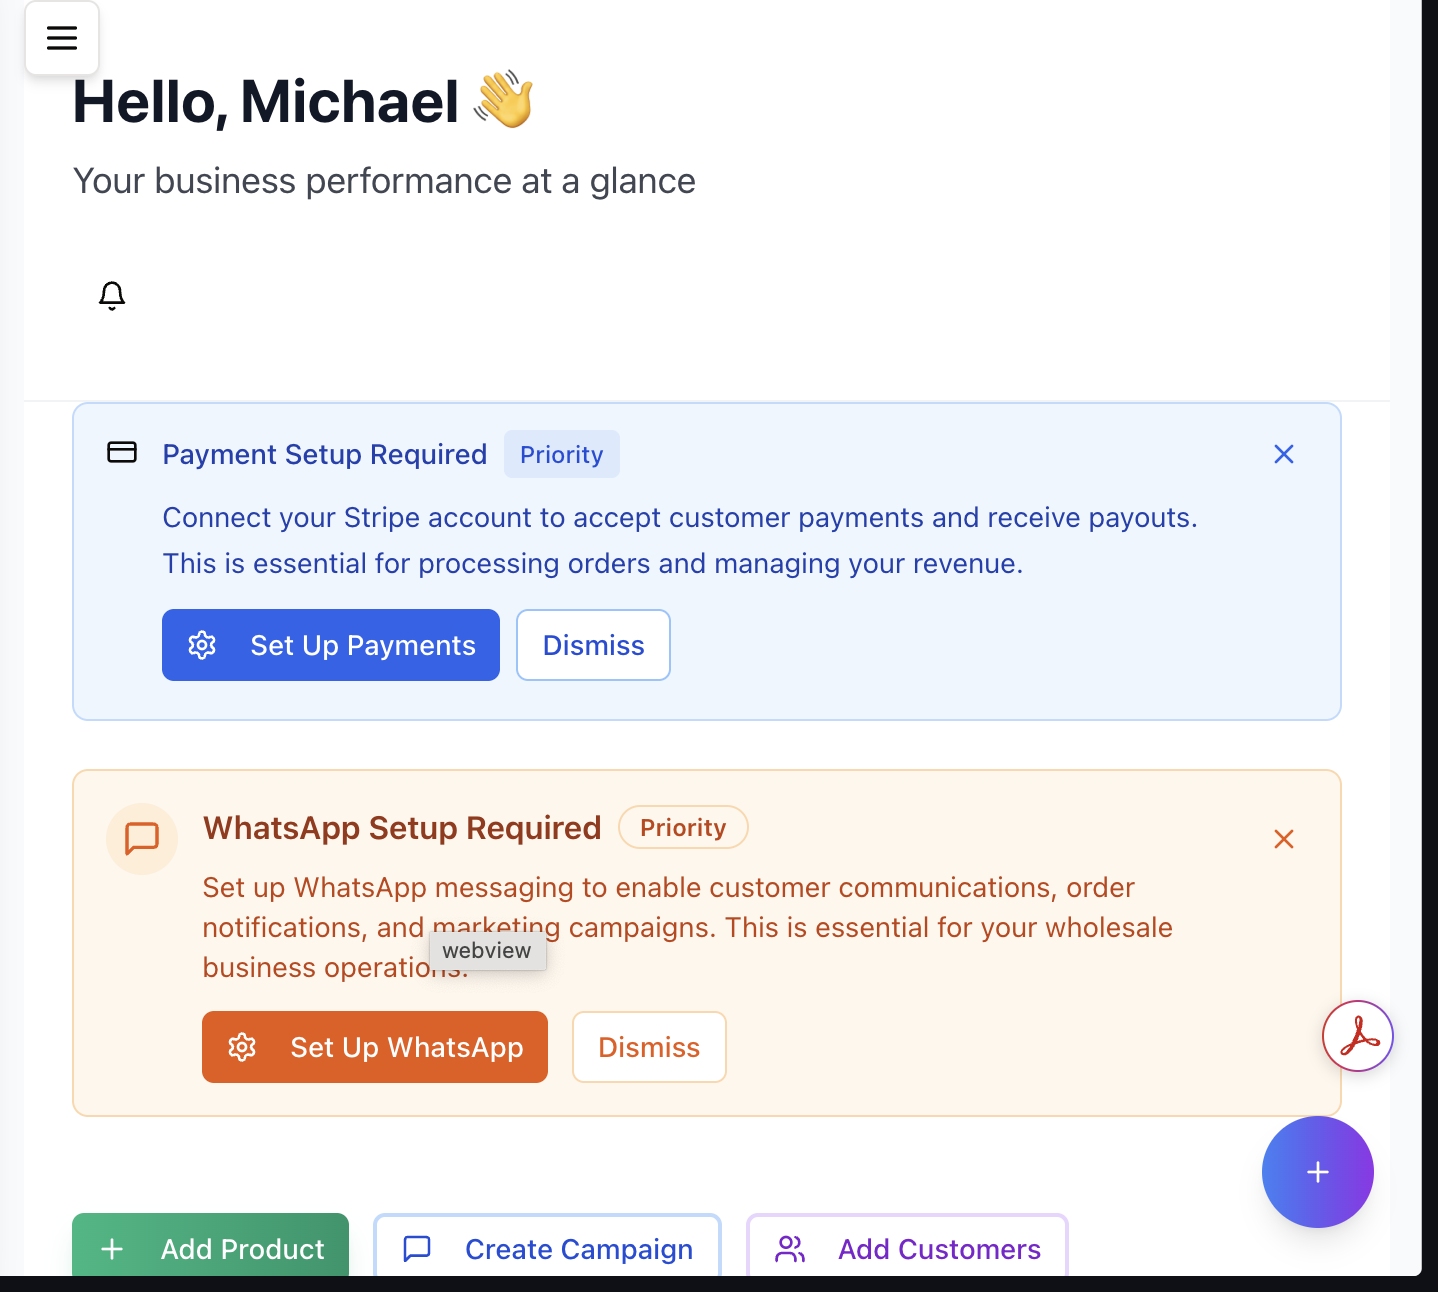 Hello, Michael 👋
Your business performance at a glance
Payment Setup Required
Priority
Connect your Stripe account to accept customer payments and receive payouts.
This is essential for processing orders and managing your revenue.
Set Up Payments
Dismiss
WhatsApp Setup Required
Priority
Set up WhatsApp messaging to enable customer communications, order
notifications, and marketing campaigns. This is essential for your wholesale
webview
business operations.
Set Up WhatsApp
Dismiss
Add Product
Create Campaign
Add Customers